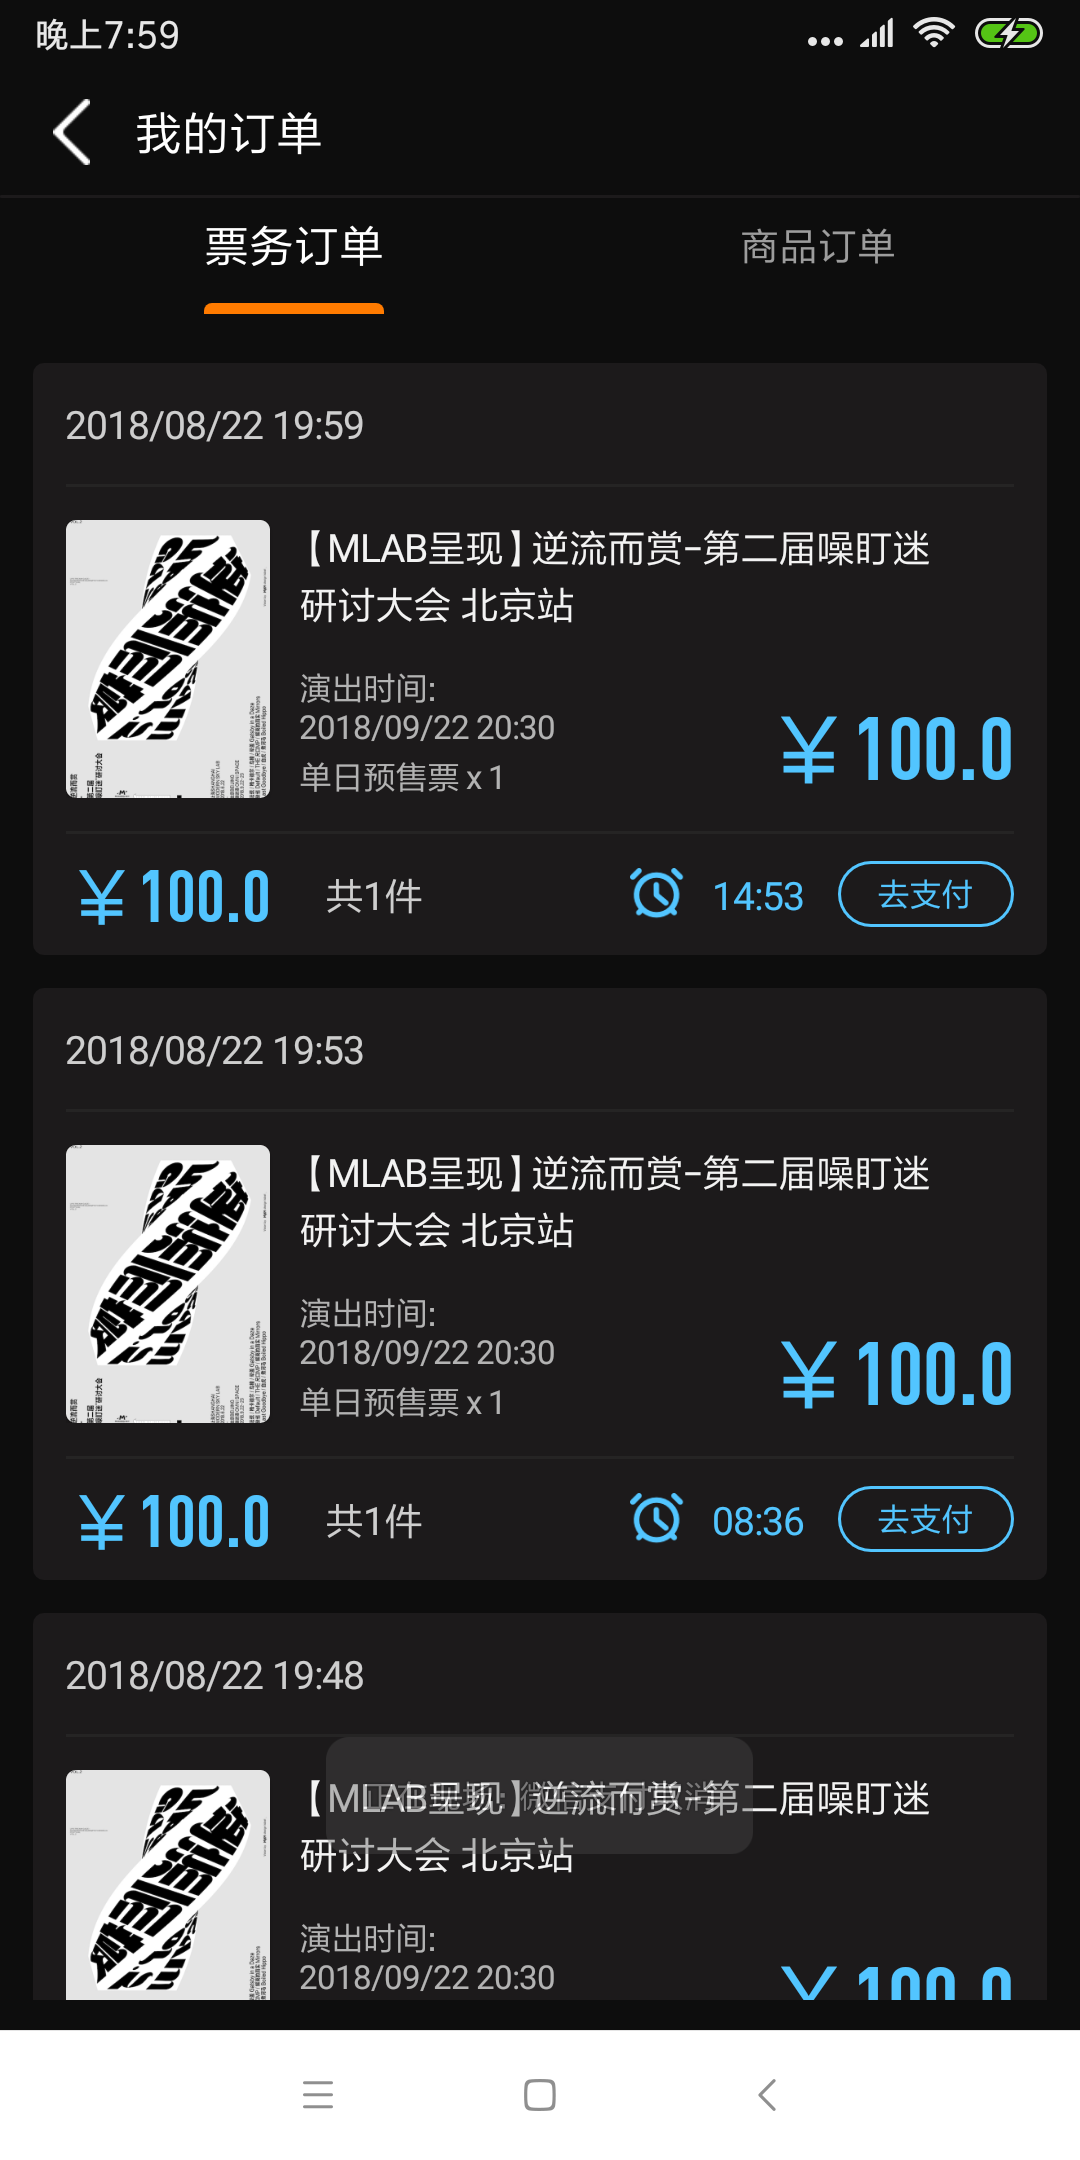 晚上7:59
我的订单
票务订单
商品订单
2018/08/22 19:59
【MLAB呈现】逆流而赏-第二届噪盯迷
研讨大会 北京站
演出时间:
2018/09/22 20:30
单日预售票 x 1
¥ 100.0
¥ 100.0
共1件
14:53
去支付
2018/08/22 19:53
【MLAB呈现】逆流而赏-第二届噪盯迷
研讨大会 北京站
演出时间:
2018/09/22 20:30
单日预售票 x 1
¥ 100.0
¥ 100.0
共1件
08:36
去支付
2018/08/22 19:48
【MLAB呈现】逆流而赏-第二届噪盯迷
研讨大会 北京站
演出时间:
2018/09/22 20:30
¥ 100.0